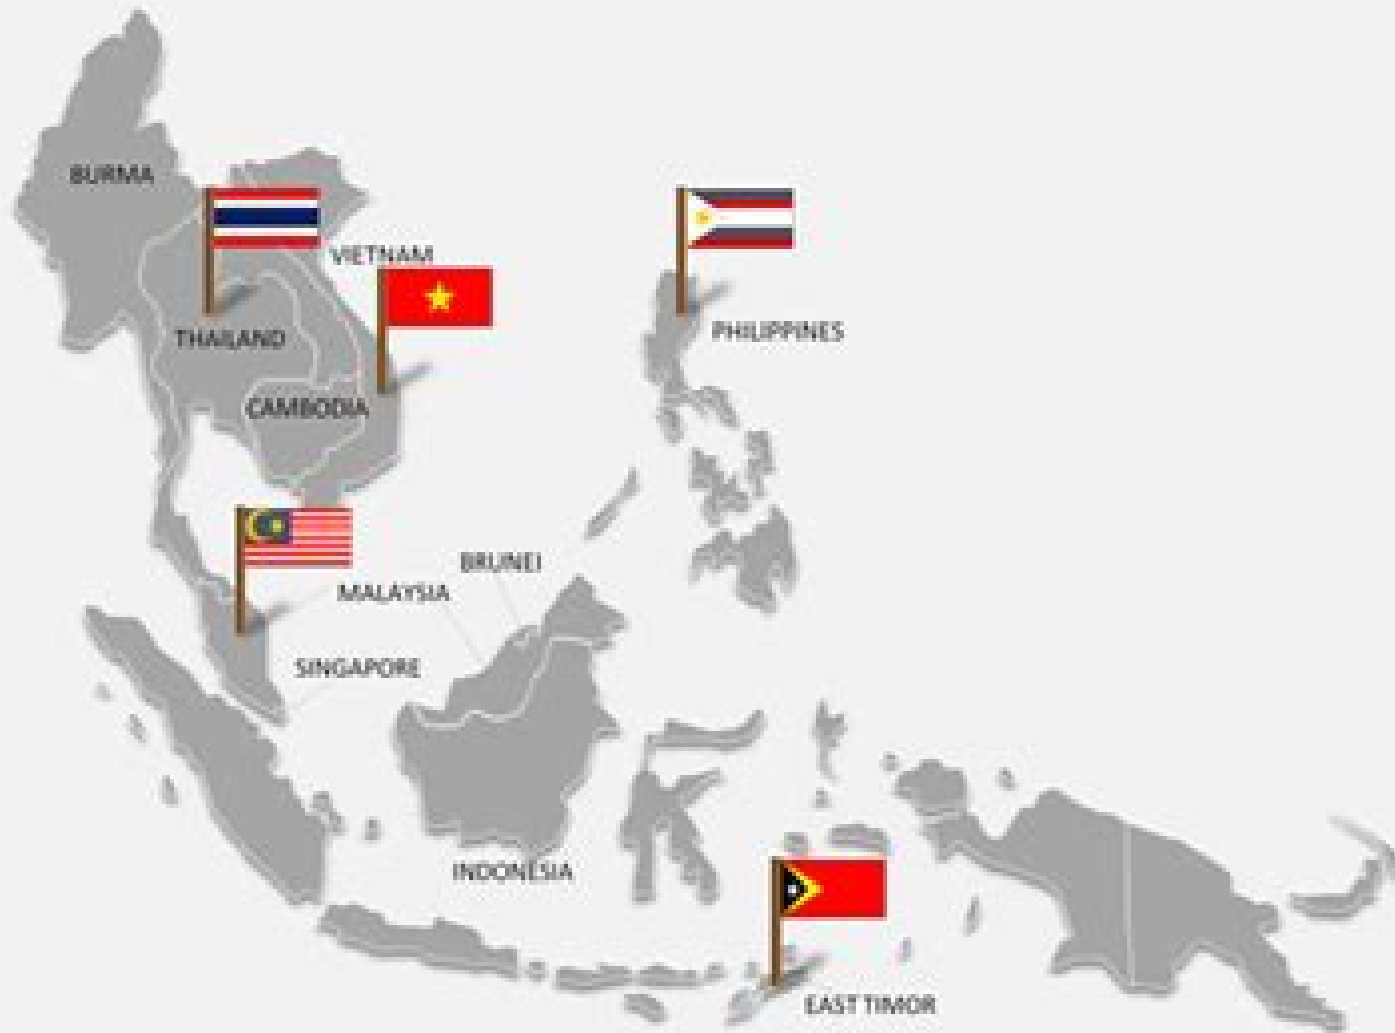 BURMA
VIETNAM
THAILAND
PHILIPPINES
CAMBODIA
BRUNEI
MALAYSIA
SINGAPORE
INDONESIA
EAST TIMOR